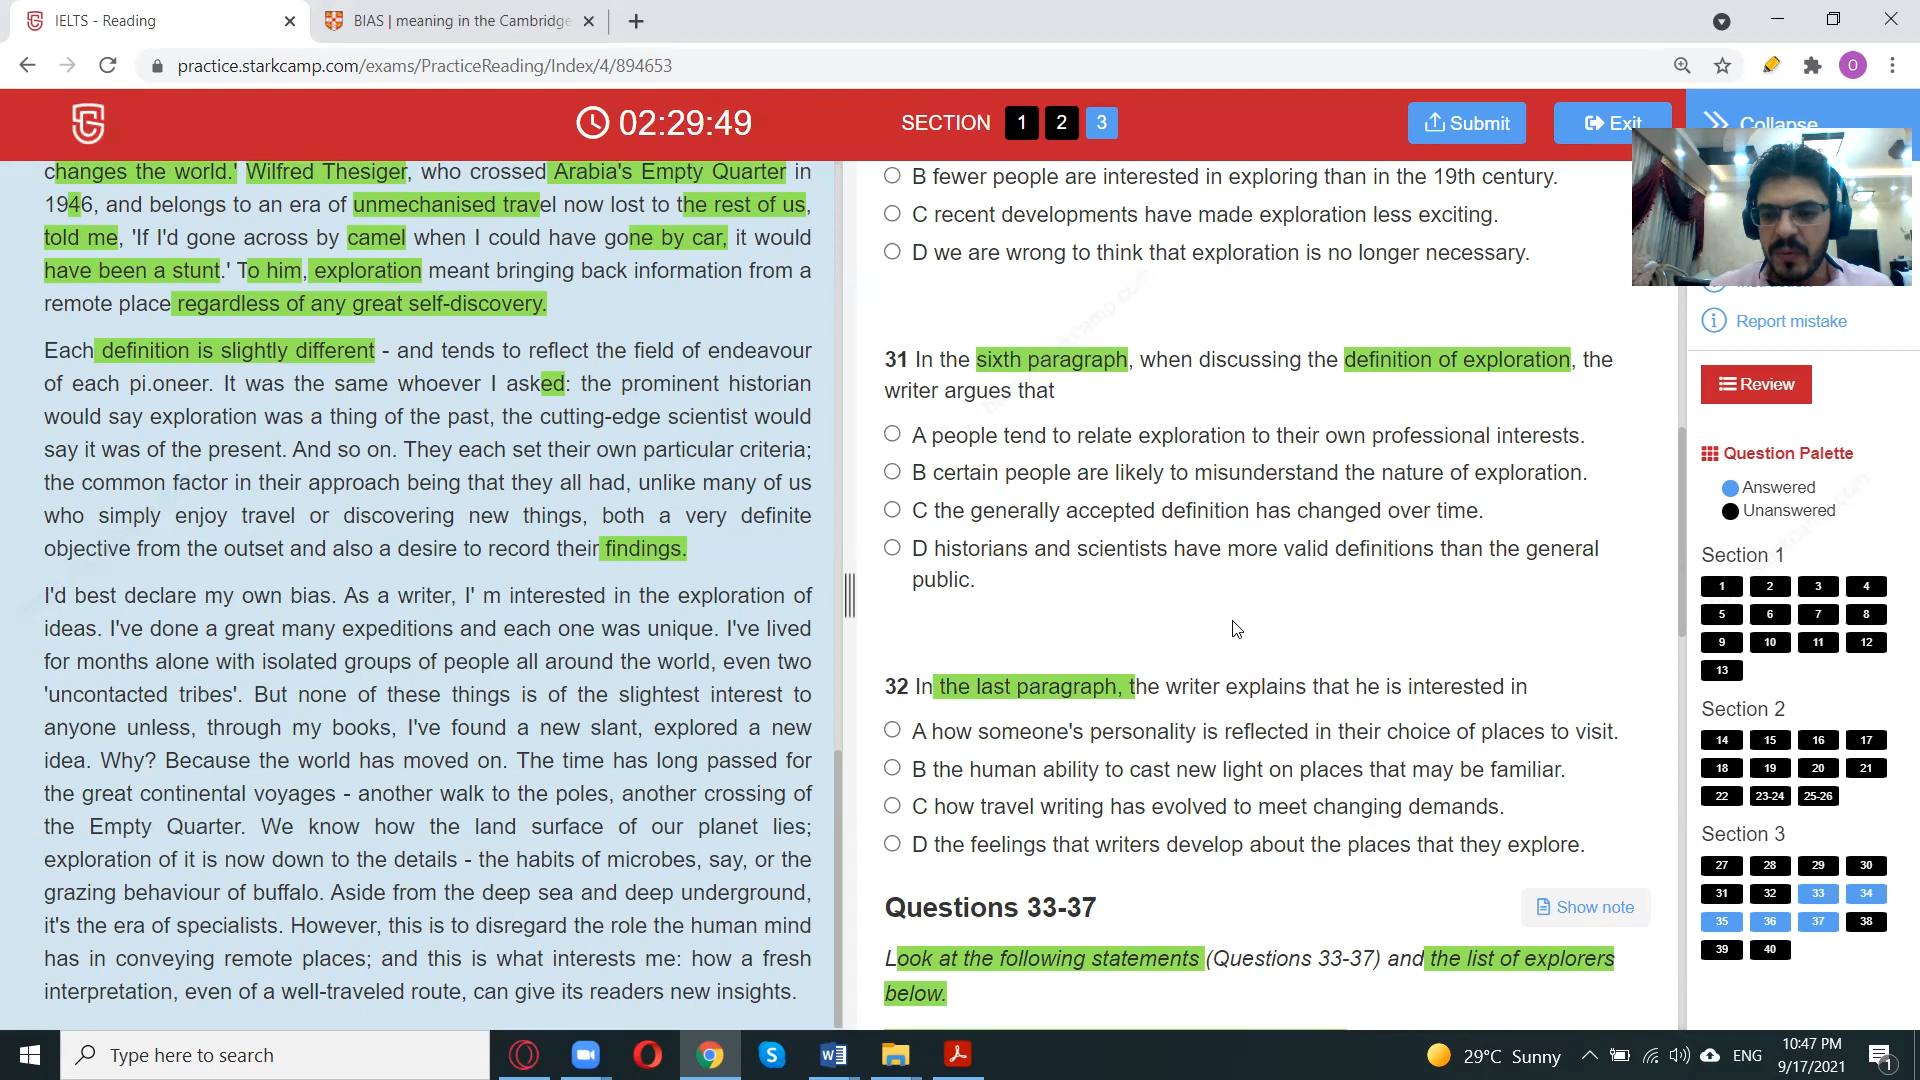 IELTS - Reading
BIAS | meaning in the Cambridge
practice.starkcamp.com/exams/PracticeReading/Index/4/894653
O
02:29:49
SECTION 1 2 3
Submit
Exit
Collapse
changes the world.' Wilfred Thesiger, who crossed Arabia's Empty Quarter in
1946, and belongs to an era of unmechanised travel now lost to the rest of us,
told me, 'If I'd gone across by camel when I could have gone by car, it would
have been a stunt.' To him, exploration meant bringing back information from a
remote place regardless of any great self-discovery.
Each definition is slightly different - and tends to reflect the field of endeavour
of each pi.oneer. It was the same whoever I asked: the prominent historian
would say exploration was a thing of the past, the cutting-edge scientist would
say it was of the present. And so on. They each set their own particular criteria;
the common factor in their approach being that they all had, unlike many of us
who simply enjoy travel or discovering new things, both a very definite
objective from the outset and also a desire to record their findings.
I'd best declare my own bias. As a writer, I' m interested in the exploration of
ideas. I've done a great many expeditions and each one was unique. I've lived
for months alone with isolated groups of people all around the world, even two
'uncontacted tribes'. But none of these things is of the slightest interest to
anyone unless, through my books, I've found a new slant, explored a new
idea. Why? Because the world has moved on. The time has long passed for
the great continental voyages - another walk to the poles, another crossing of
the Empty Quarter. We know how the land surface of our planet lies;
exploration of it is now down to the details - the habits of microbes, say, or the
grazing behaviour of buffalo. Aside from the deep sea and deep underground,
it's the era of specialists. However, this is to disregard the role the human mind
has in conveying remote places; and this is what interests me: how a fresh
interpretation, even of a well-traveled route, can give its readers new insights.
B fewer people are interested in exploring than in the 19th century.
C recent developments have made exploration less exciting.
D we are wrong to think that exploration is no longer necessary.
31 In the sixth paragraph, when discussing the definition of exploration, the
writer argues that
A people tend to relate exploration to their own professional interests.
B certain people are likely to misunderstand the nature of exploration.
C the generally accepted definition has changed over time.
D historians and scientists have more valid definitions than the general
public.
32 In the last paragraph, the writer explains that he is interested in
A how someone's personality is reflected in their choice of places to visit.
B the human ability to cast new light on places that may be familiar.
C how travel writing has evolved to meet changing demands.
D the feelings that writers develop about the places that they explore.
Questions 33-37
Show note
Look at the following statements (Questions 33-37) and the list of explorers
below.
Report mistake
Review
Question Palette
Answered
Unanswered
Section 1
1 2 3 4
5 6 7 8
9 10 11 12
13
Section 2
14 15 16 17
18 19 20 21
22 23-24 25-26
Section 3
27 28 29 30
31 32 33 34
35 36 37 38
39 40
Type here to search
29°C Sunny
ENG
10:47 PM
9/17/2021
1